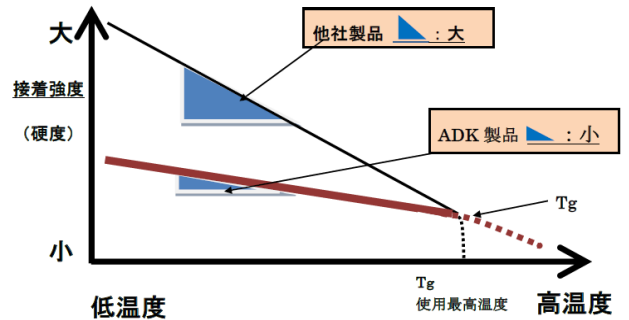 大
接着強度
（硬度）
小
他社製品 ：大
ADK 製品 ：小
Tg
Tg
使用最高温度
低温度
高温度